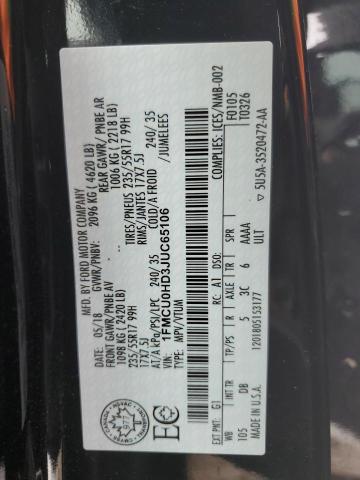 MFD. BY FORD MOTOR COMPANY
05/18 GVWR/PNBV: 2096 KG ( 4620 LB)
FRONT GAWR/PNBE AV REAR GAWR / PNBE AR
1098 KG ( 2420 LB) 1006 KG ( 2218 LB)
235/55R17 99H TIRES/PNEUS 235/55R17 99H
17X7.5J RIMS/JANTES 17X7.5J
AT/A kPa/PSI/LPC 240/ 35 COLD/A FROID 240/ 35
VIN: 1FMCU0HD3JUC65106 /JUMELEES
TYPE: MPV/VTUM
COMPLIES: ICES/NMB-002
F0105
T0326
EXT PNT: G1 RC: A1 DSO:
WB INT TR TP/PS R AXLE TR SPR
105 DB 5 3C 6 AAAA
ULT
MADE IN U.S.A. 1201805153177
▽ 5U5A-3520472-AA